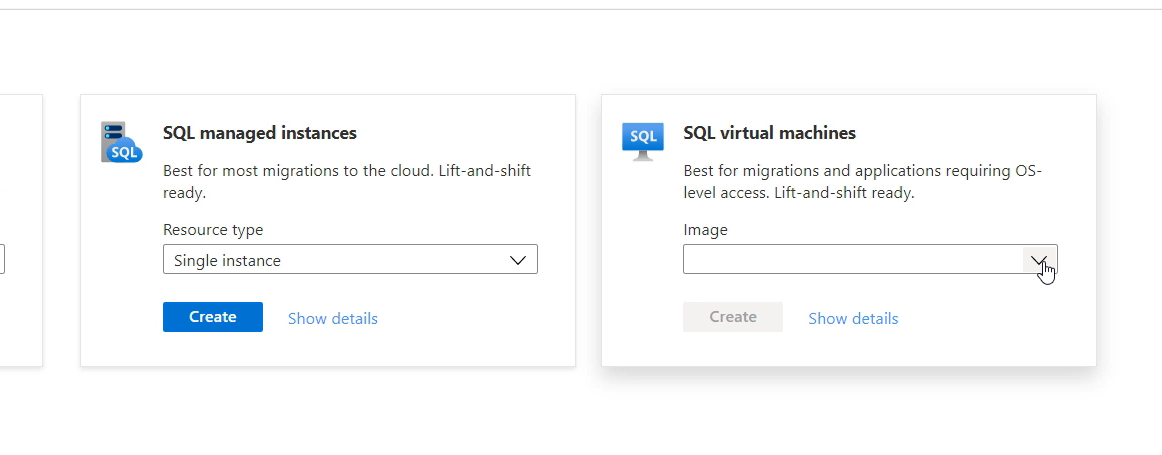 SQL
SQL managed instances
Best for most migrations to the cloud. Lift-and-shift
ready.
Resource type
Single instance
Create
Show details
SQL
SQL virtual machines
Best for migrations and applications requiring OS-
level access. Lift-and-shift ready.
Image
Create
Show details